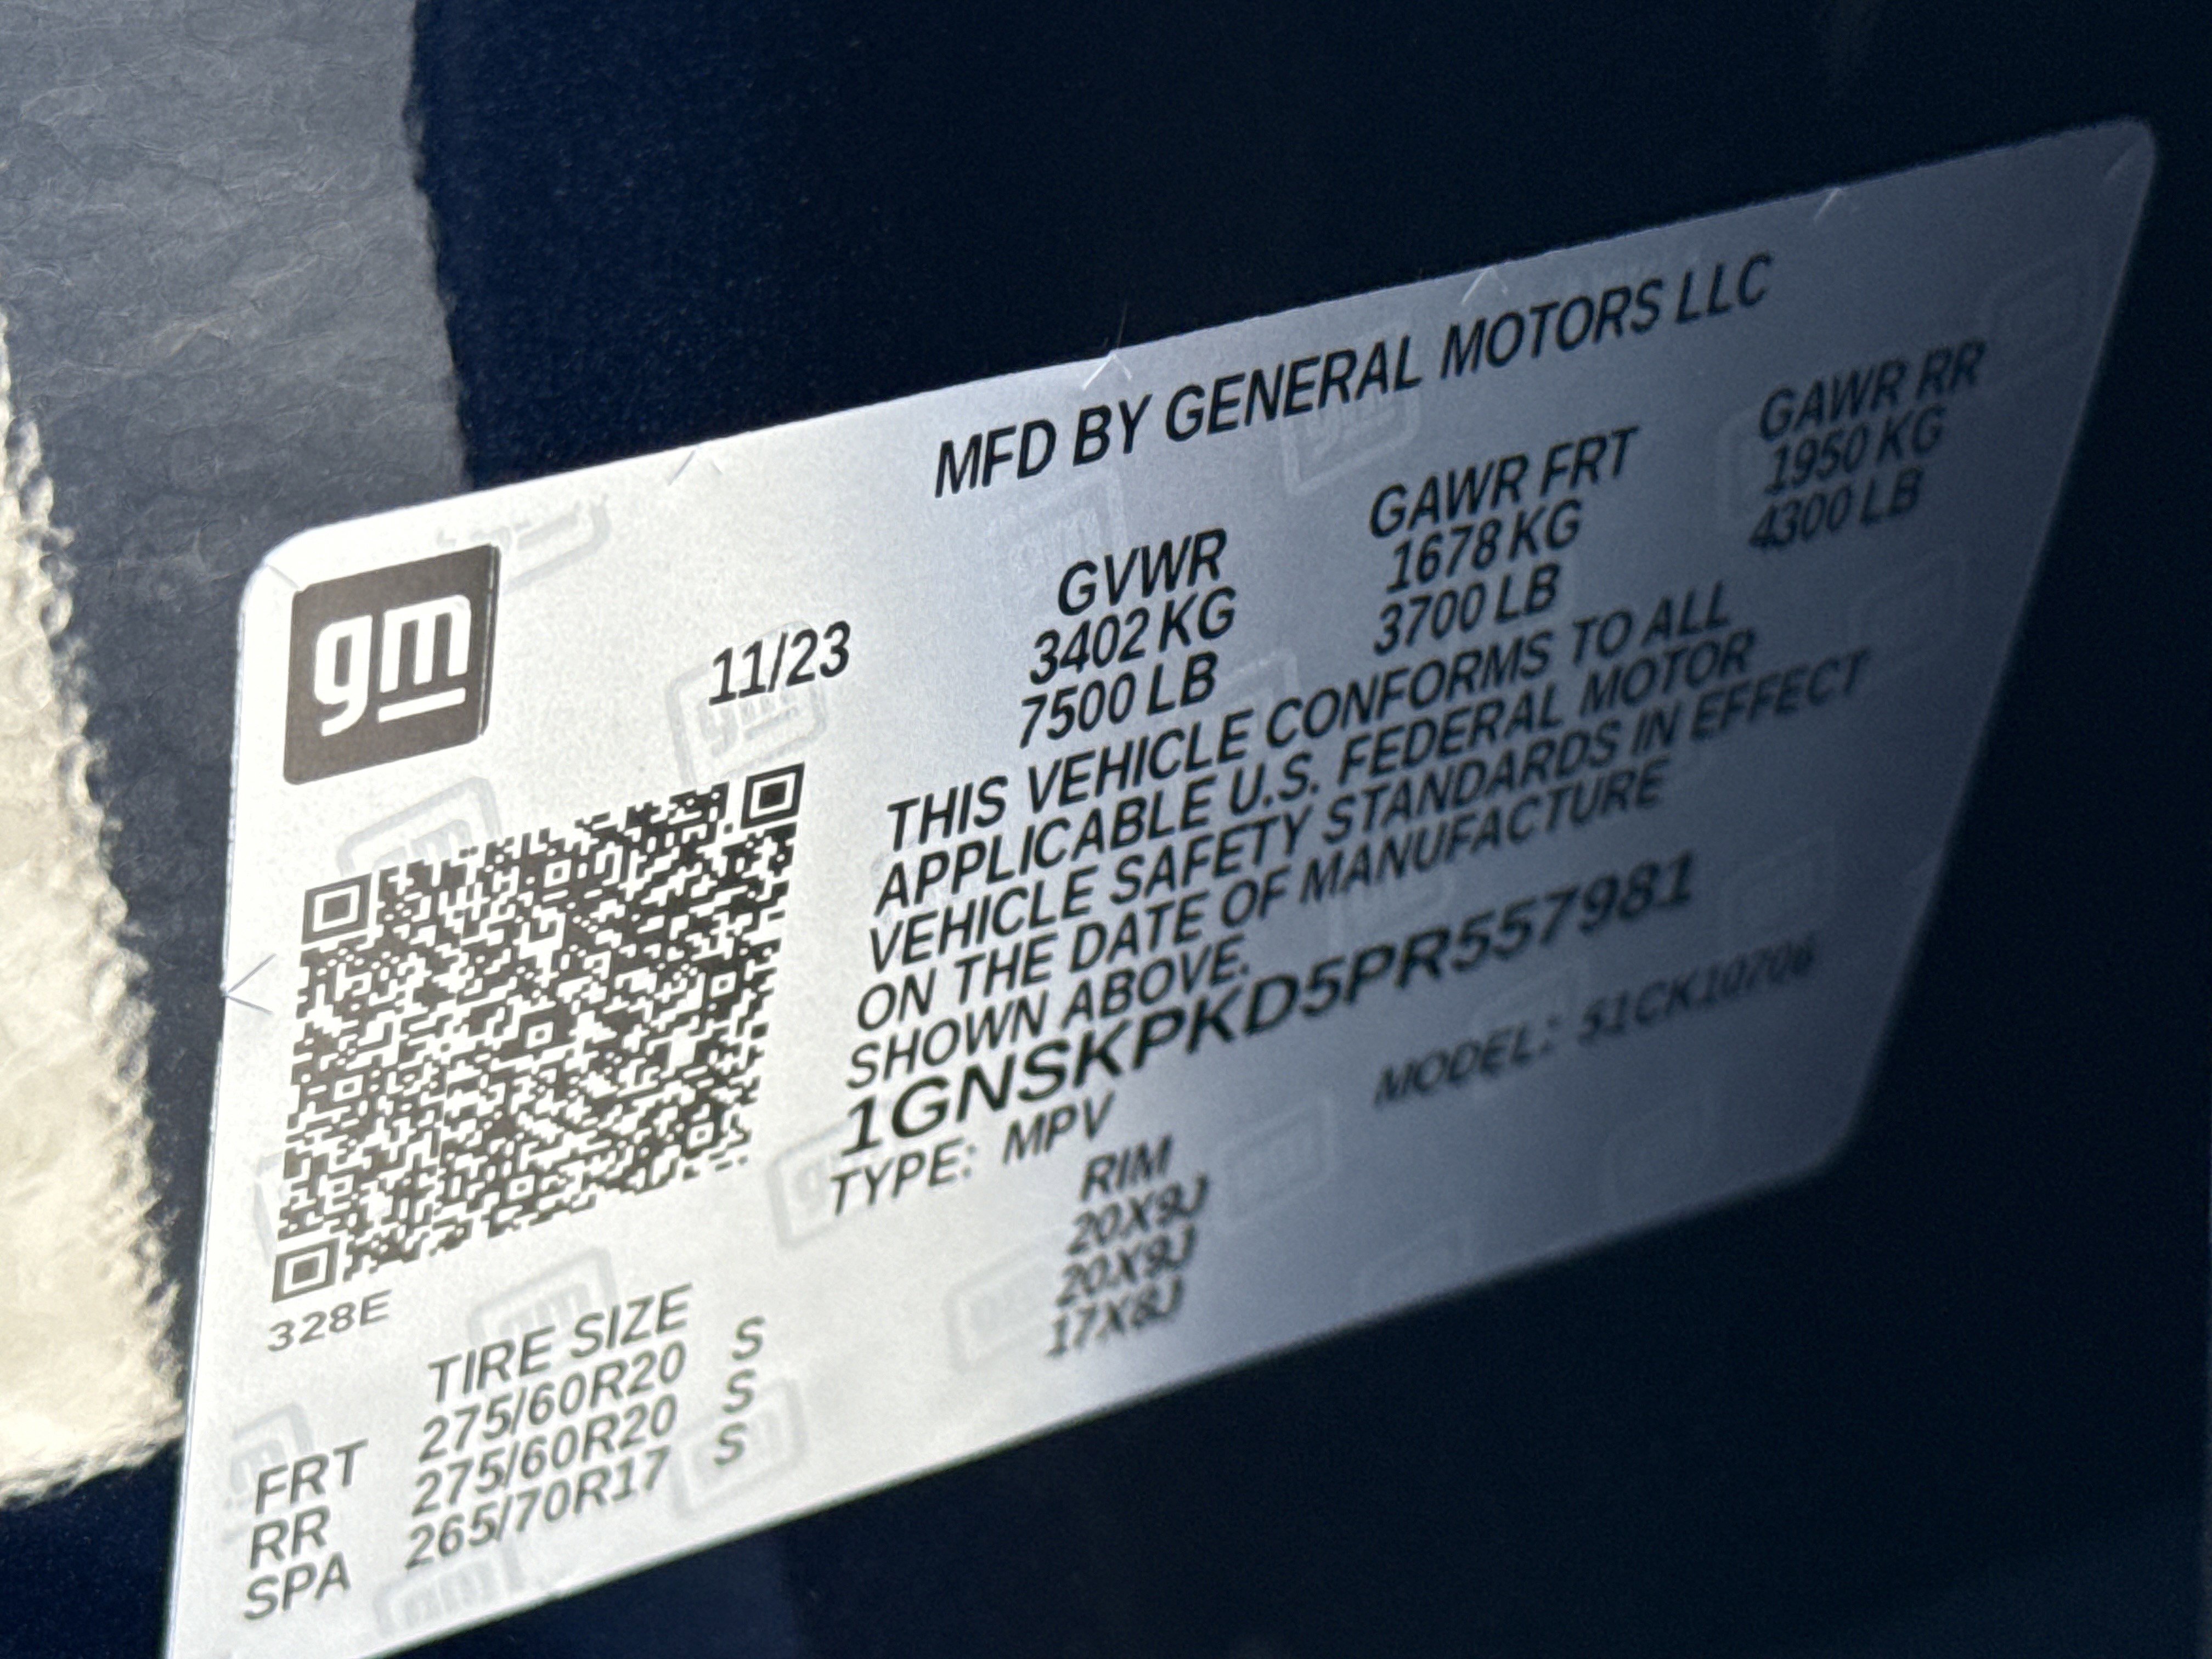 gm
MFD BY GENERAL MOTORS LLC
11/23
GVWR GAWR FRT GAWR RR
3402 KG 1678 KG 1950 KG
7500 LB 3700 LB 4300 LB
THIS VEHICLE CONFORMS TO ALL
APPLICABLE U.S. FEDERAL MOTOR
VEHICLE SAFETY STANDARDS IN EFFECT
ON THE DATE OF MANUFACTURE
SHOWN ABOVE.
1GNSKPKD5PR557981
TYPE: MPV MODEL: 51CK10706
328E
TIRE SIZE RIM
FRT 275/60R20 S 20X9J
RR 275/60R20 S 20X9J
SPA 265/70R17 S 17X8J